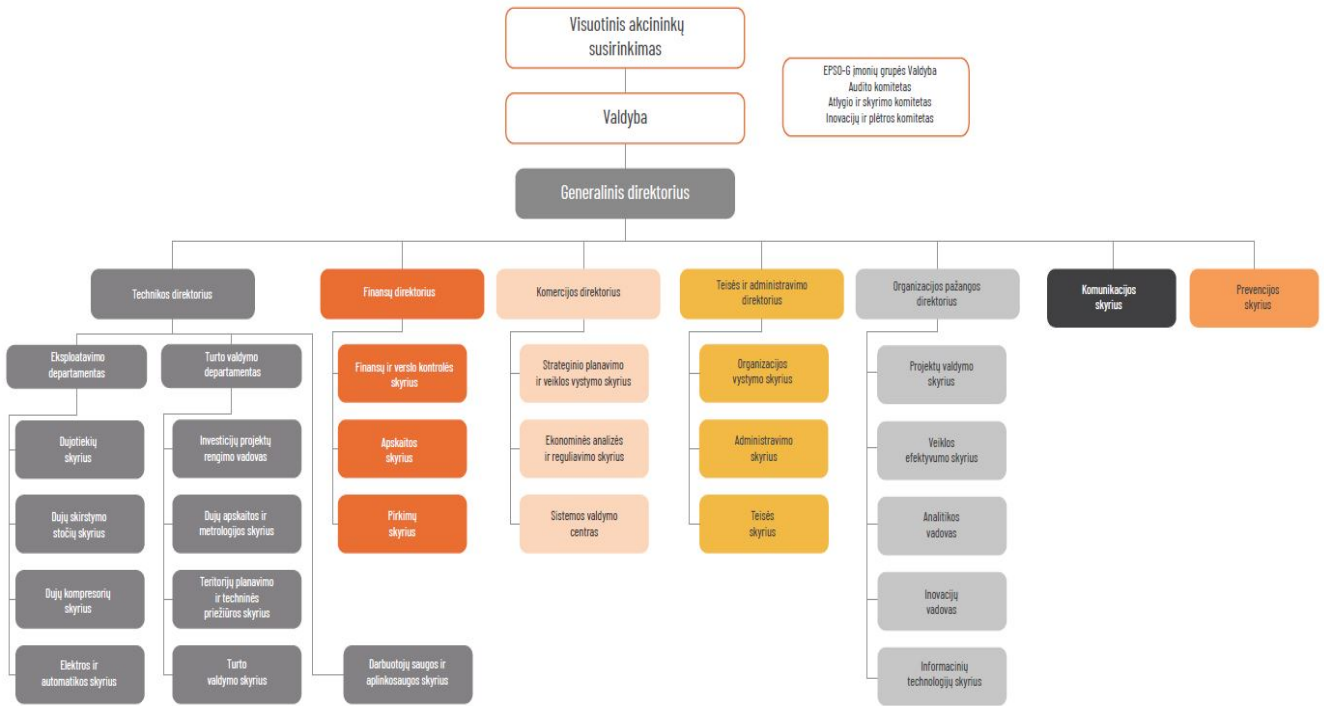 Visuotinis akcininkų
susirinkimas
EPSO-G įmonių grupės Valdyba
Audito komitetas
Atlygio ir skyrimo komitetas
Inovacijų ir plėtros komitetas
Valdyba
Generalinis direktorius
Technikos direktorius
Finansų direktorius
Komercijos direktorius
Teisės ir administravimo
direktorius
Organizacijos pažangos
direktorius
Komunikacijos
skyrius
Prevencijos
skyrius
Eksploatavimo
departamentas
Turto valdymo
departamentas
Dujotiekių
skyrius
Dujų skirstymo
stočių skyrius
Dujų kompresorių
skyrius
Elektros ir
automatikos skyrius
Investicijų projektų
rengimo vadovas
Dujų apskaitos ir
metrologijos skyrius
Teritorijų planavimo
ir techninės
priežiūros skyrius
Turto
valdymo skyrius
Darbuotojų saugos ir
aplinkosaugos skyrius
Finansų ir verslo kontrolės
skyrius
Apskaitos
skyrius
Pirkimų
skyrius
Strateginio planavimo
ir veiklos vystymo skyrius
Ekonominės analizės
ir reguliavimo skyrius
Sistemos valdymo
centras
Organizacijos
vystymo skyrius
Administravimo
skyrius
Teisės
skyrius
Projektų valdymo
skyrius
Veiklos
efektyvumo skyrius
Analitikos
vadovas
Inovacijų
vadovas
Informacinių
technologijų skyrius